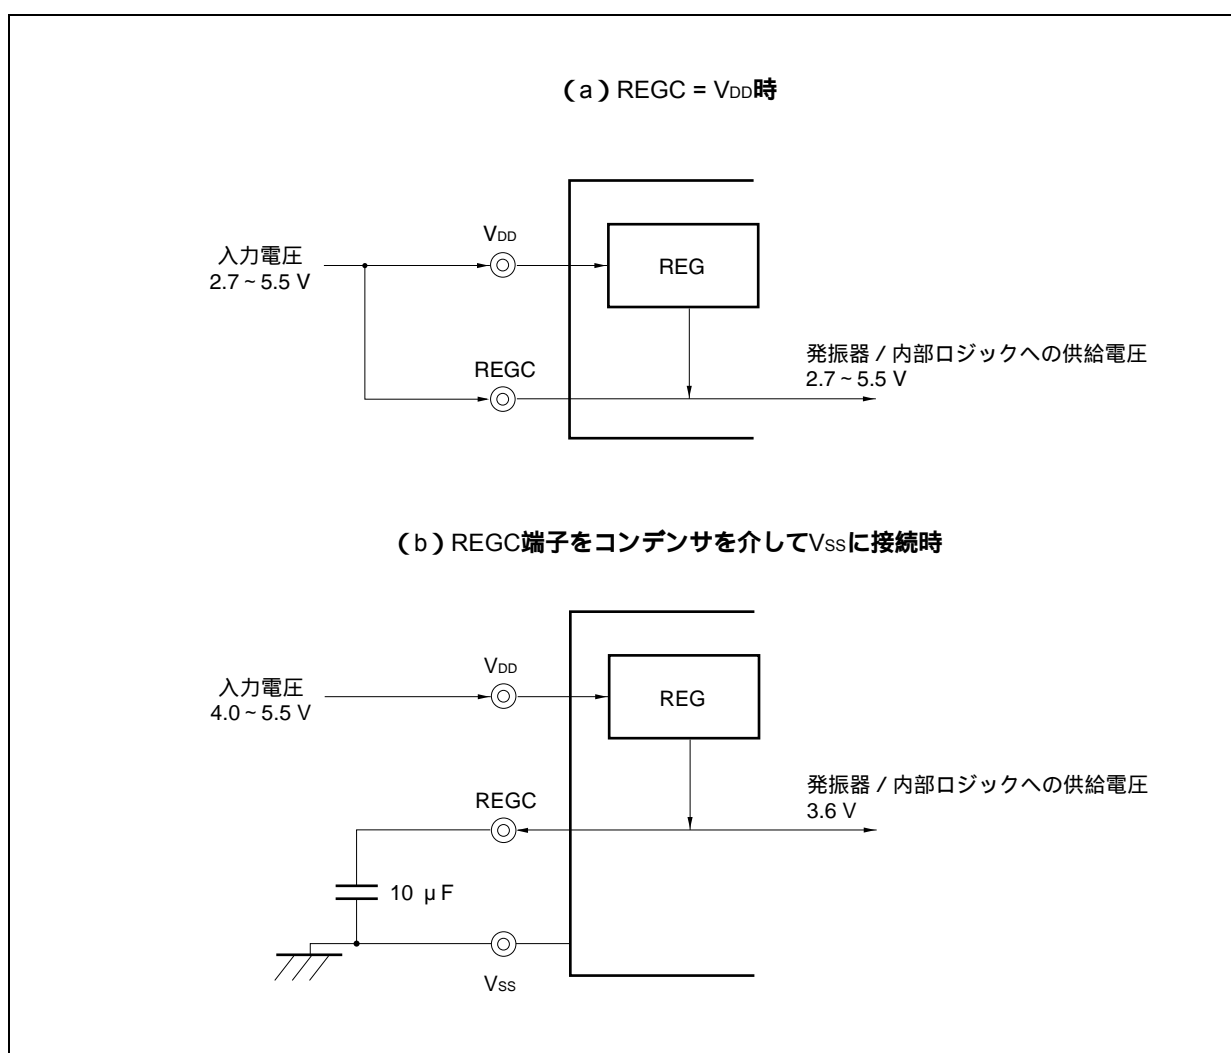 (a)REGC = VDD時
VDD
入力電圧
2.7~5.5 V
REG
REGC
発振器 / 内部ロジックへの供給電圧
2.7~5.5 V
(b)REGC端子をコンデンサを介してVSSに接続時
VDD
入力電圧
4.0~5.5 V
REG
REGC
発振器 / 内部ロジックへの供給電圧
3.6 V
10 μF
VSS